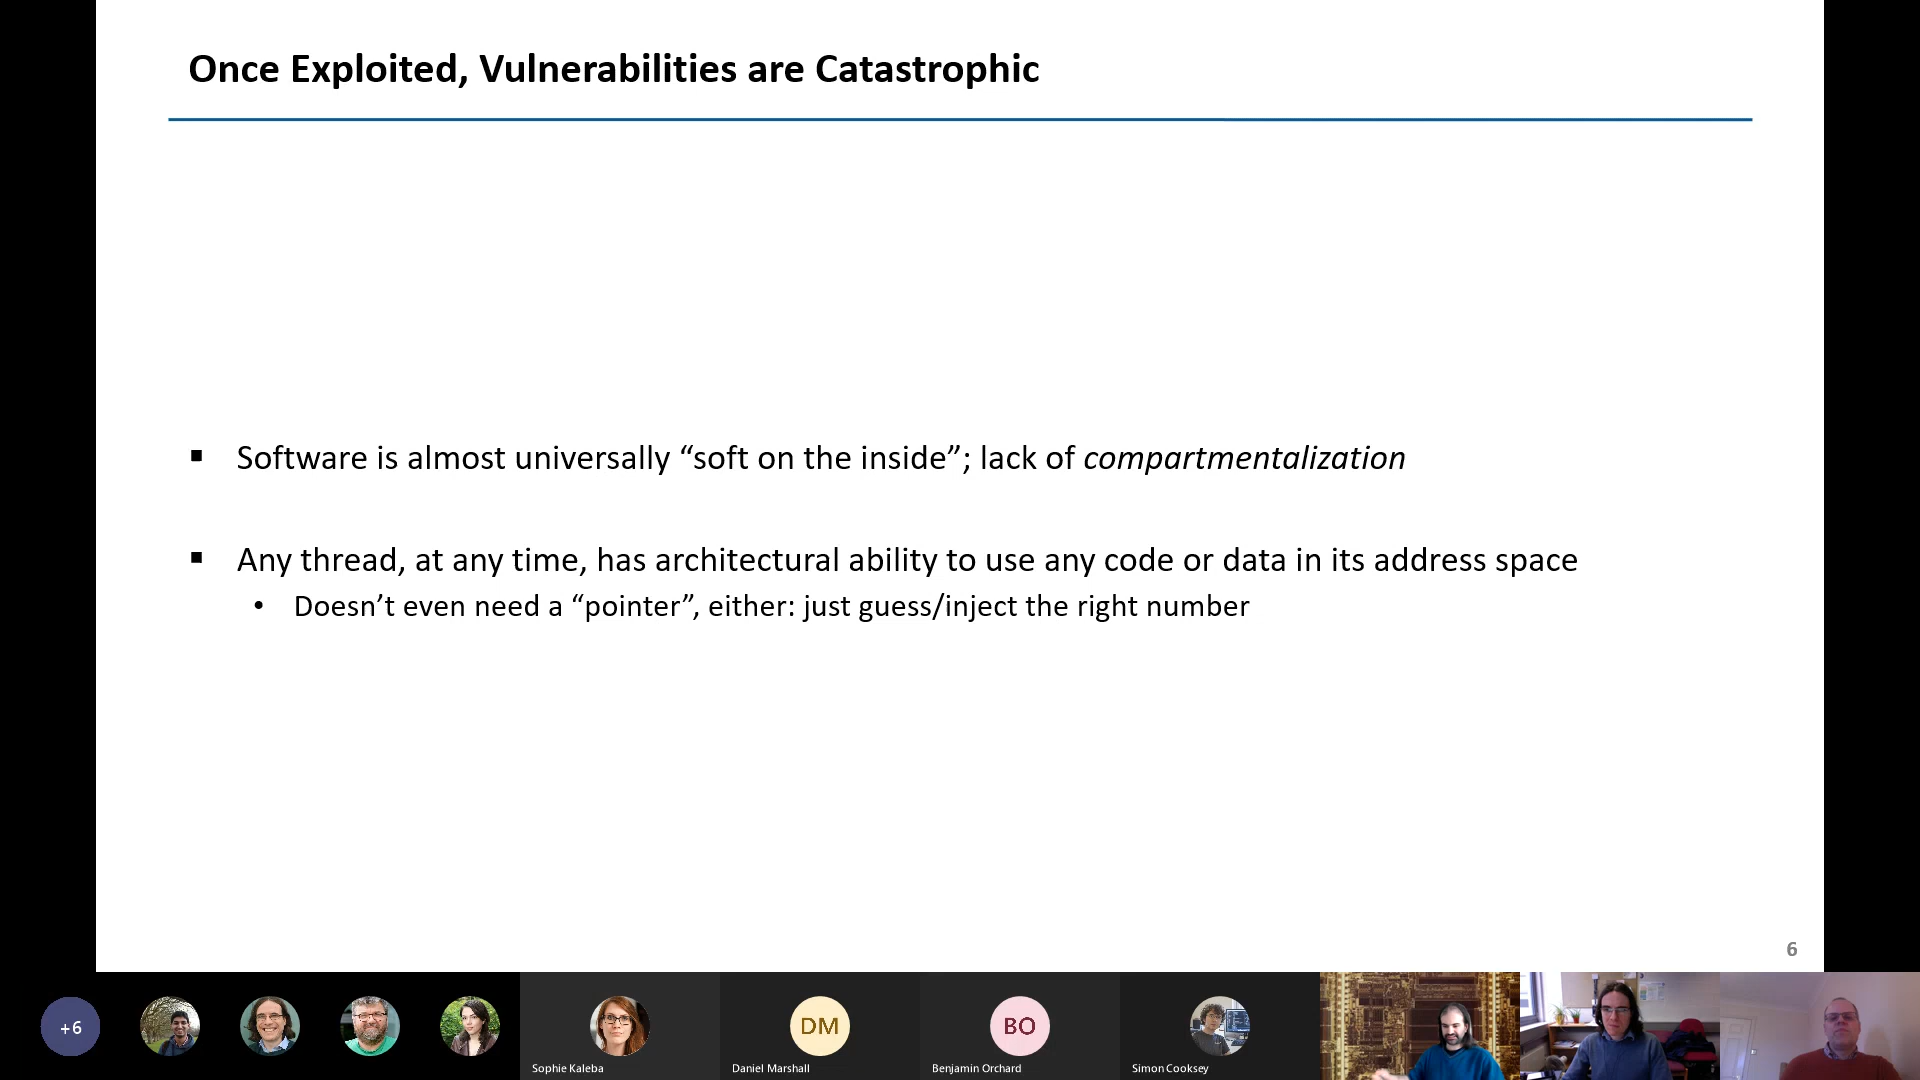 Once Exploited, Vulnerabilities are Catastrophic
▪ Software is almost universally “soft on the inside”; lack of compartmentalization
▪ Any thread, at any time, has architectural ability to use any code or data in its address space
• Doesn’t even need a “pointer”, either: just guess/inject the right number
6
+6
DM
BO
Sophie Kaleba
Daniel Marshall
Benjamin Orchard
Simon Cooksey